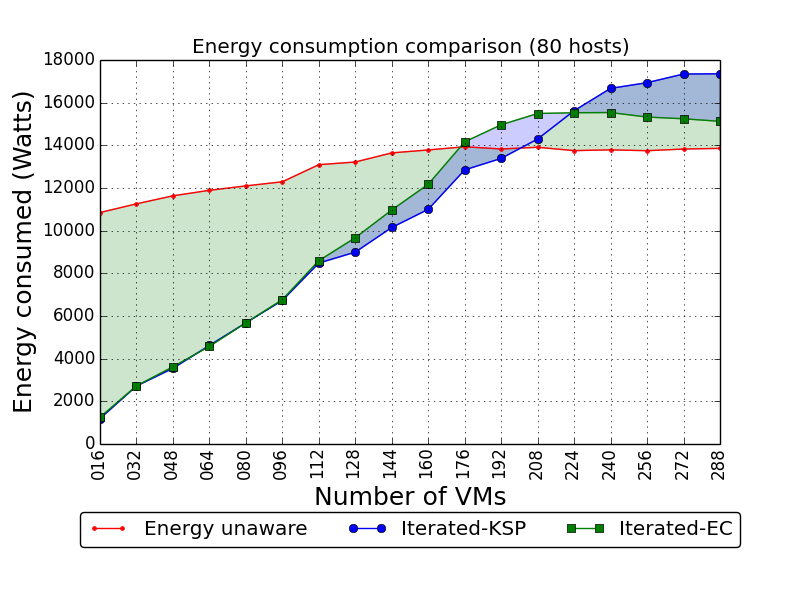 Energy consumption comparison (80 hosts)
Energy consumed (Watts)
18000
16000
14000
12000
10000
8000
6000
4000
2000
0
016 032 048 064 080 096 112 128 144 160 176 192 208 224 240 256 272 288
Number of VMs
Energy unaware Iterated-KSP Iterated-EC